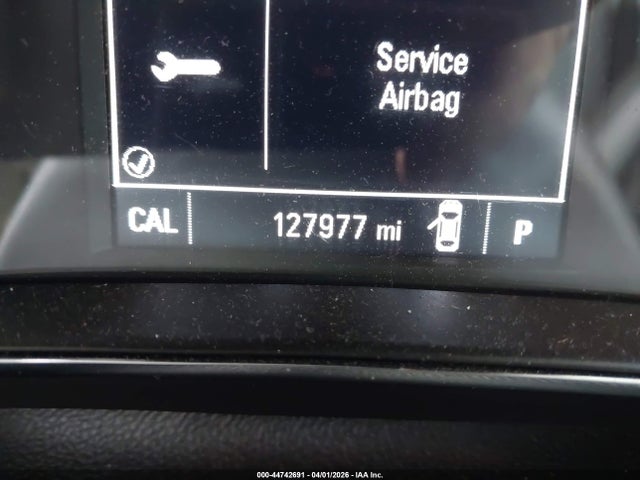 Service
Airbag
CAL 127977 mi P
000-44742691 - 04/01/2026 - IAA Inc.